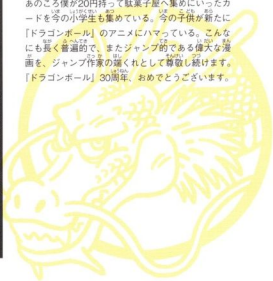 あのころ僕が20円持って駄菓子屋へ集めにいったカ
ードを今の小学生も集めている。今の子供が新たに
『ドラゴンボール』のアニメにハマっている。こんな
にも長く普遍的で、またジャンプ的である偉大な漫
画を、ジャンプ作家の端くれとして尊敬し続けます。
『ドラゴンボール』30周年、おめでとうございます。